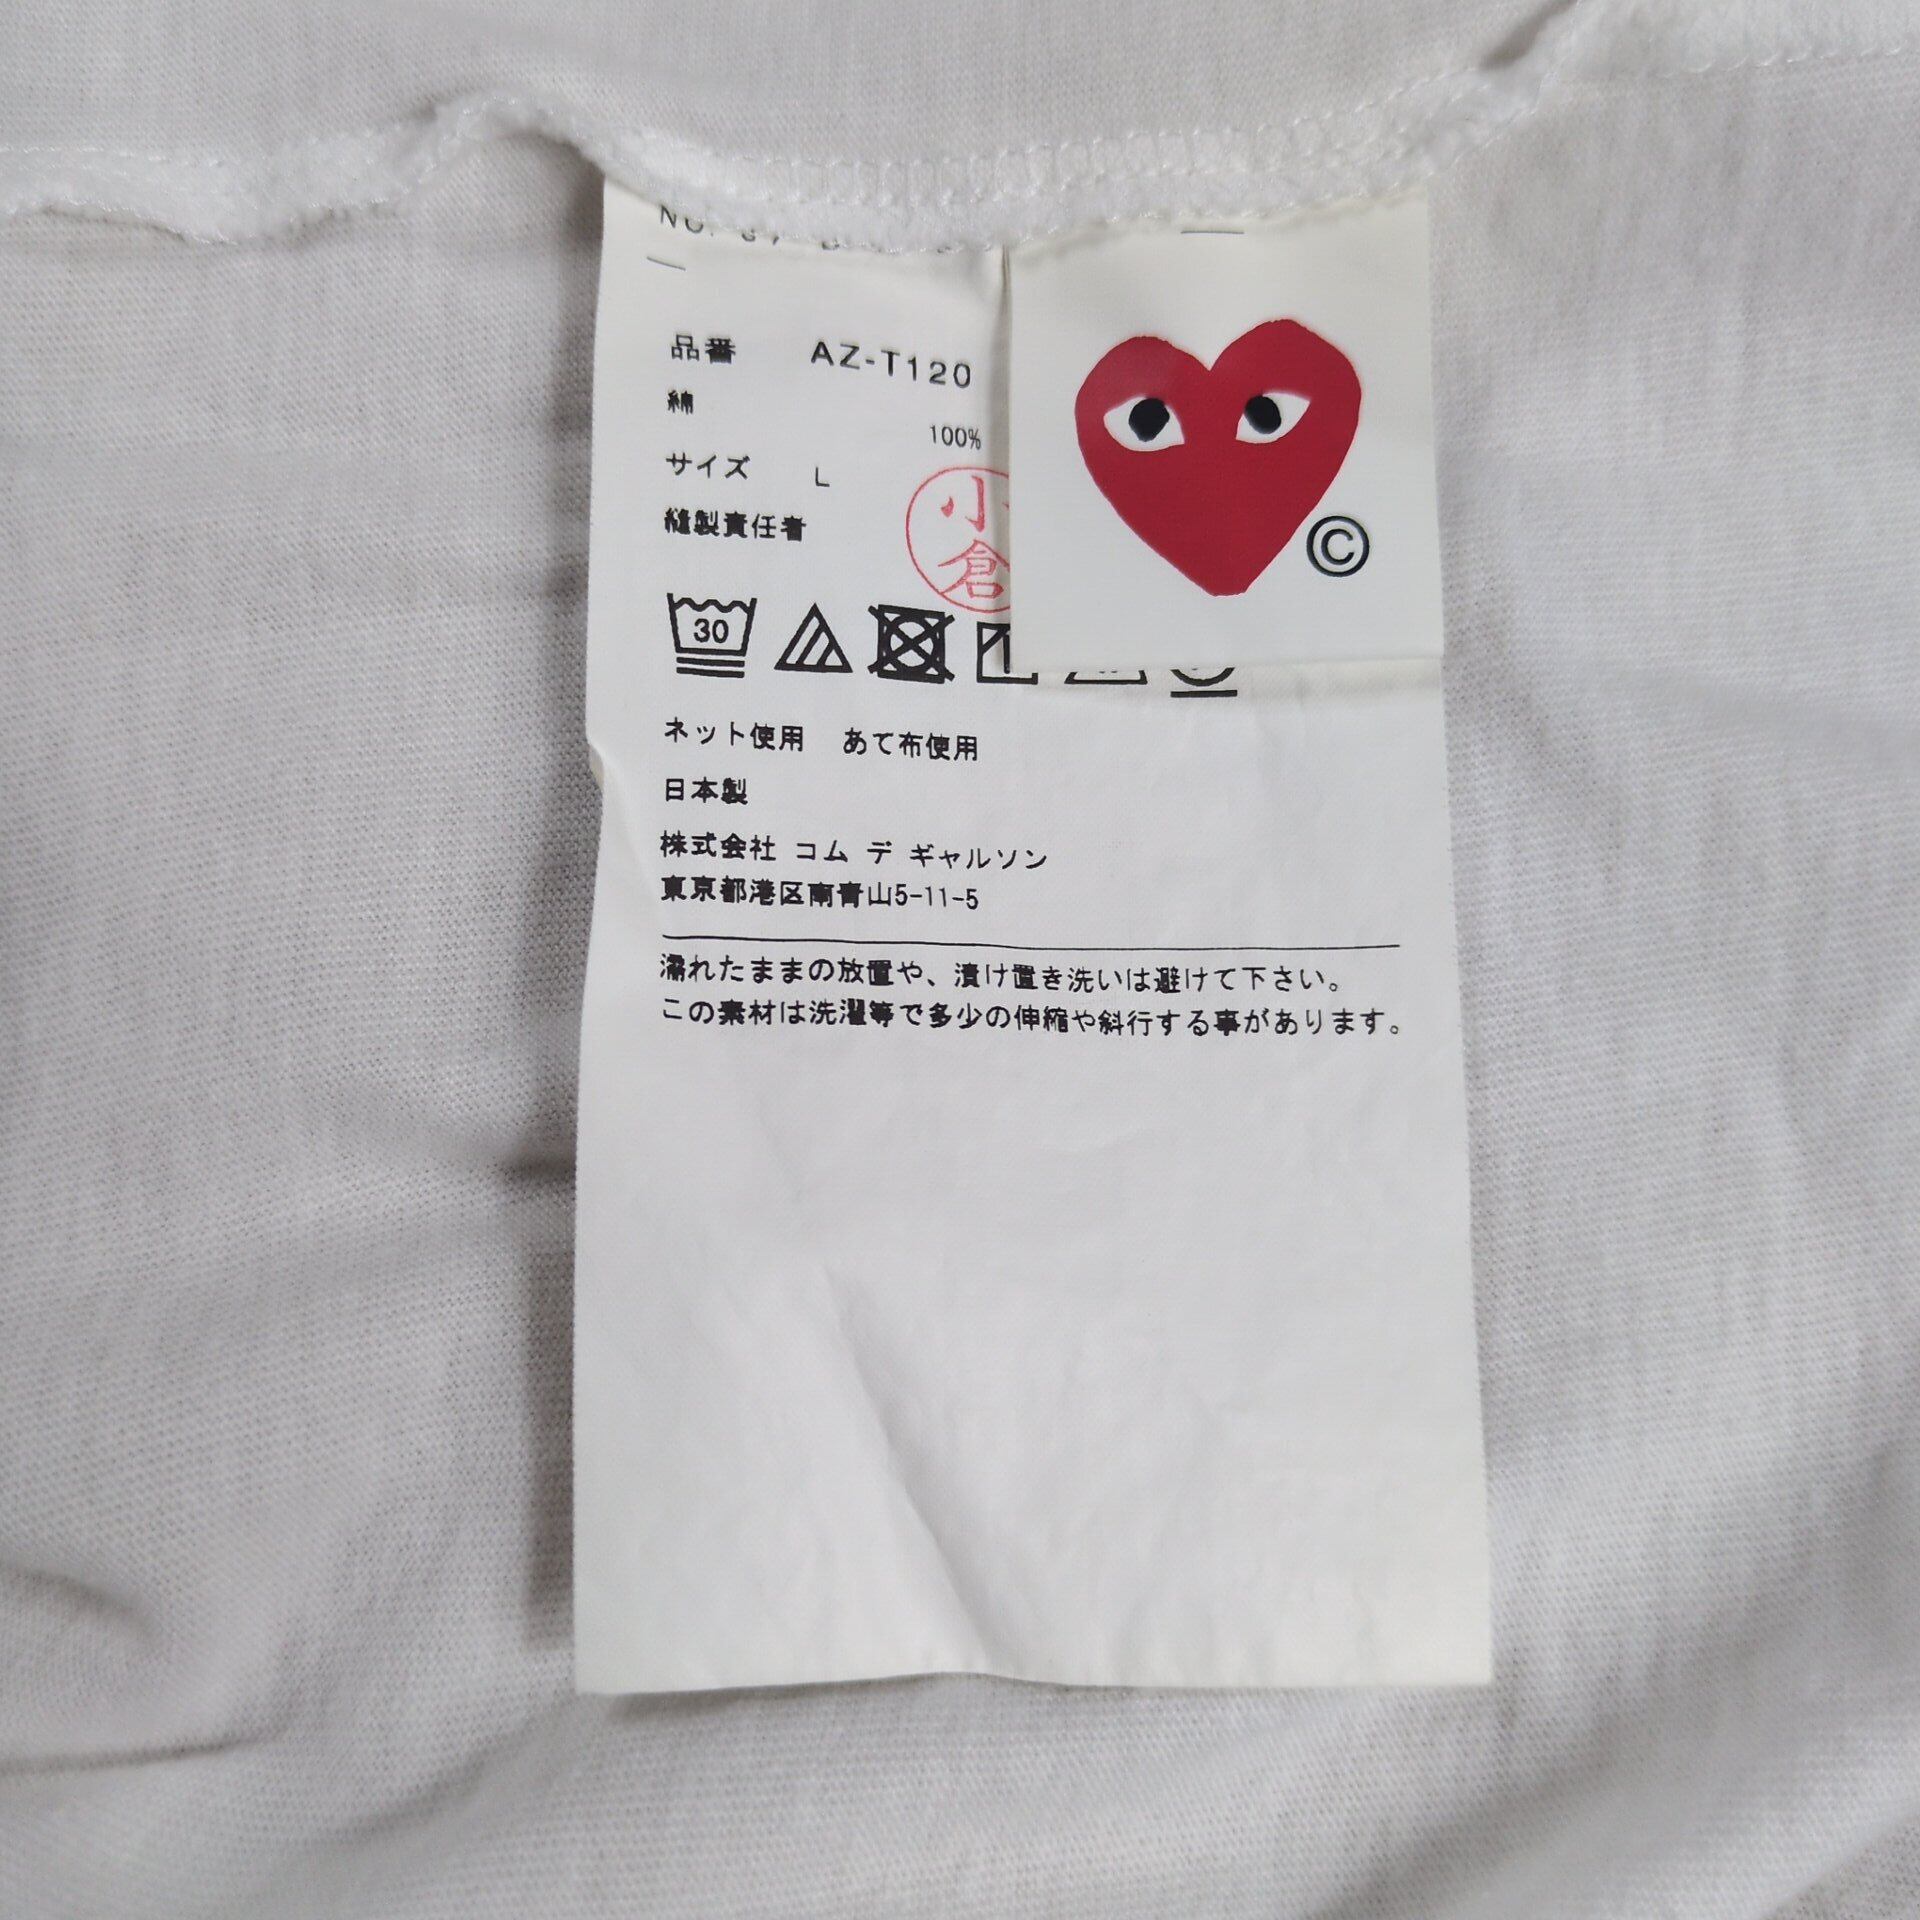 品番 AZ-T120
綿
100%
サイズ L
縫製責任者
小倉
30
©
ネット使用 あて布使用
日本製
株式会社 コム デ ギャルソン
東京都港区南青山5-11-5
濡れたままの放置や、漬け置き洗いは避けて下さい。
この素材は洗濯等で多少の伸縮や斜行する事があります。